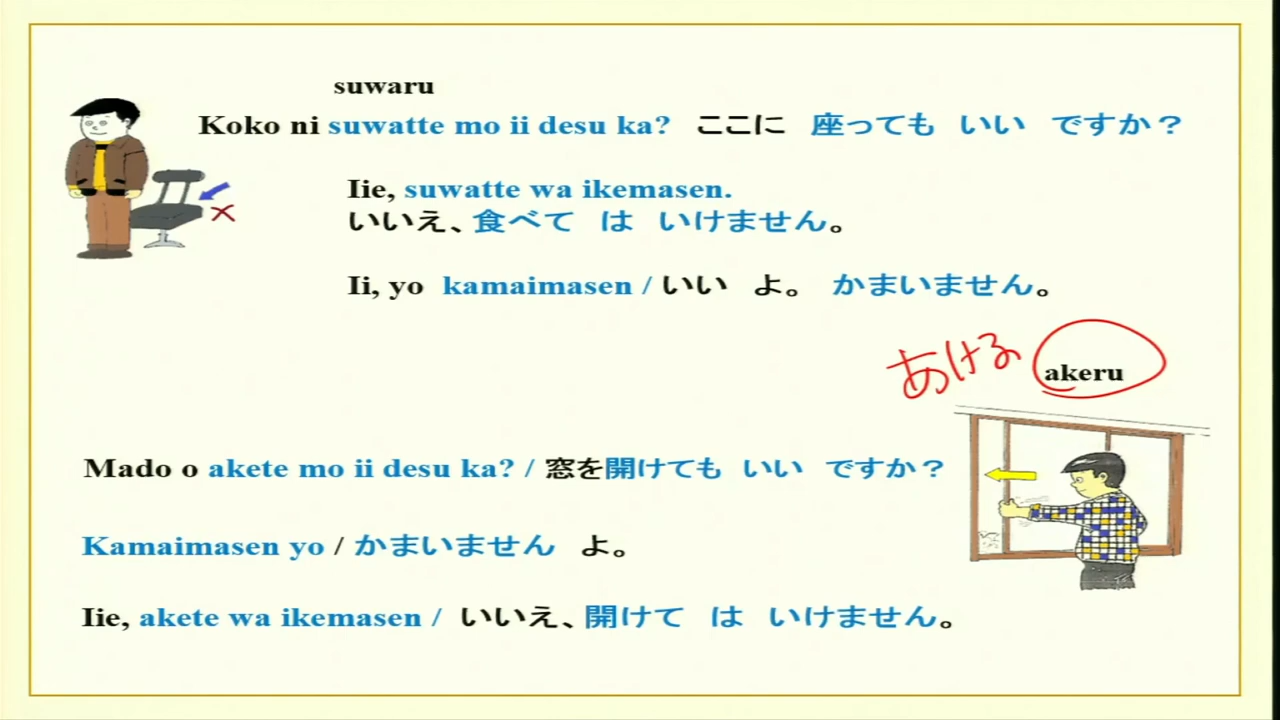 suwaru
Koko ni suwatte mo ii desu ka? ここに 座っても いい ですか？
Iie, suwatte wa ikemasen.
いいえ、食べて は いけません。
Ii, yo kamaimasen / いい よ。 かまいません。
あける akeru
Mado o akete mo ii desu ka? / 窓を開けても いい ですか？
Kamaimasen yo / かまいません よ。
Iie, akete wa ikemasen / いいえ、開けて は いけません。